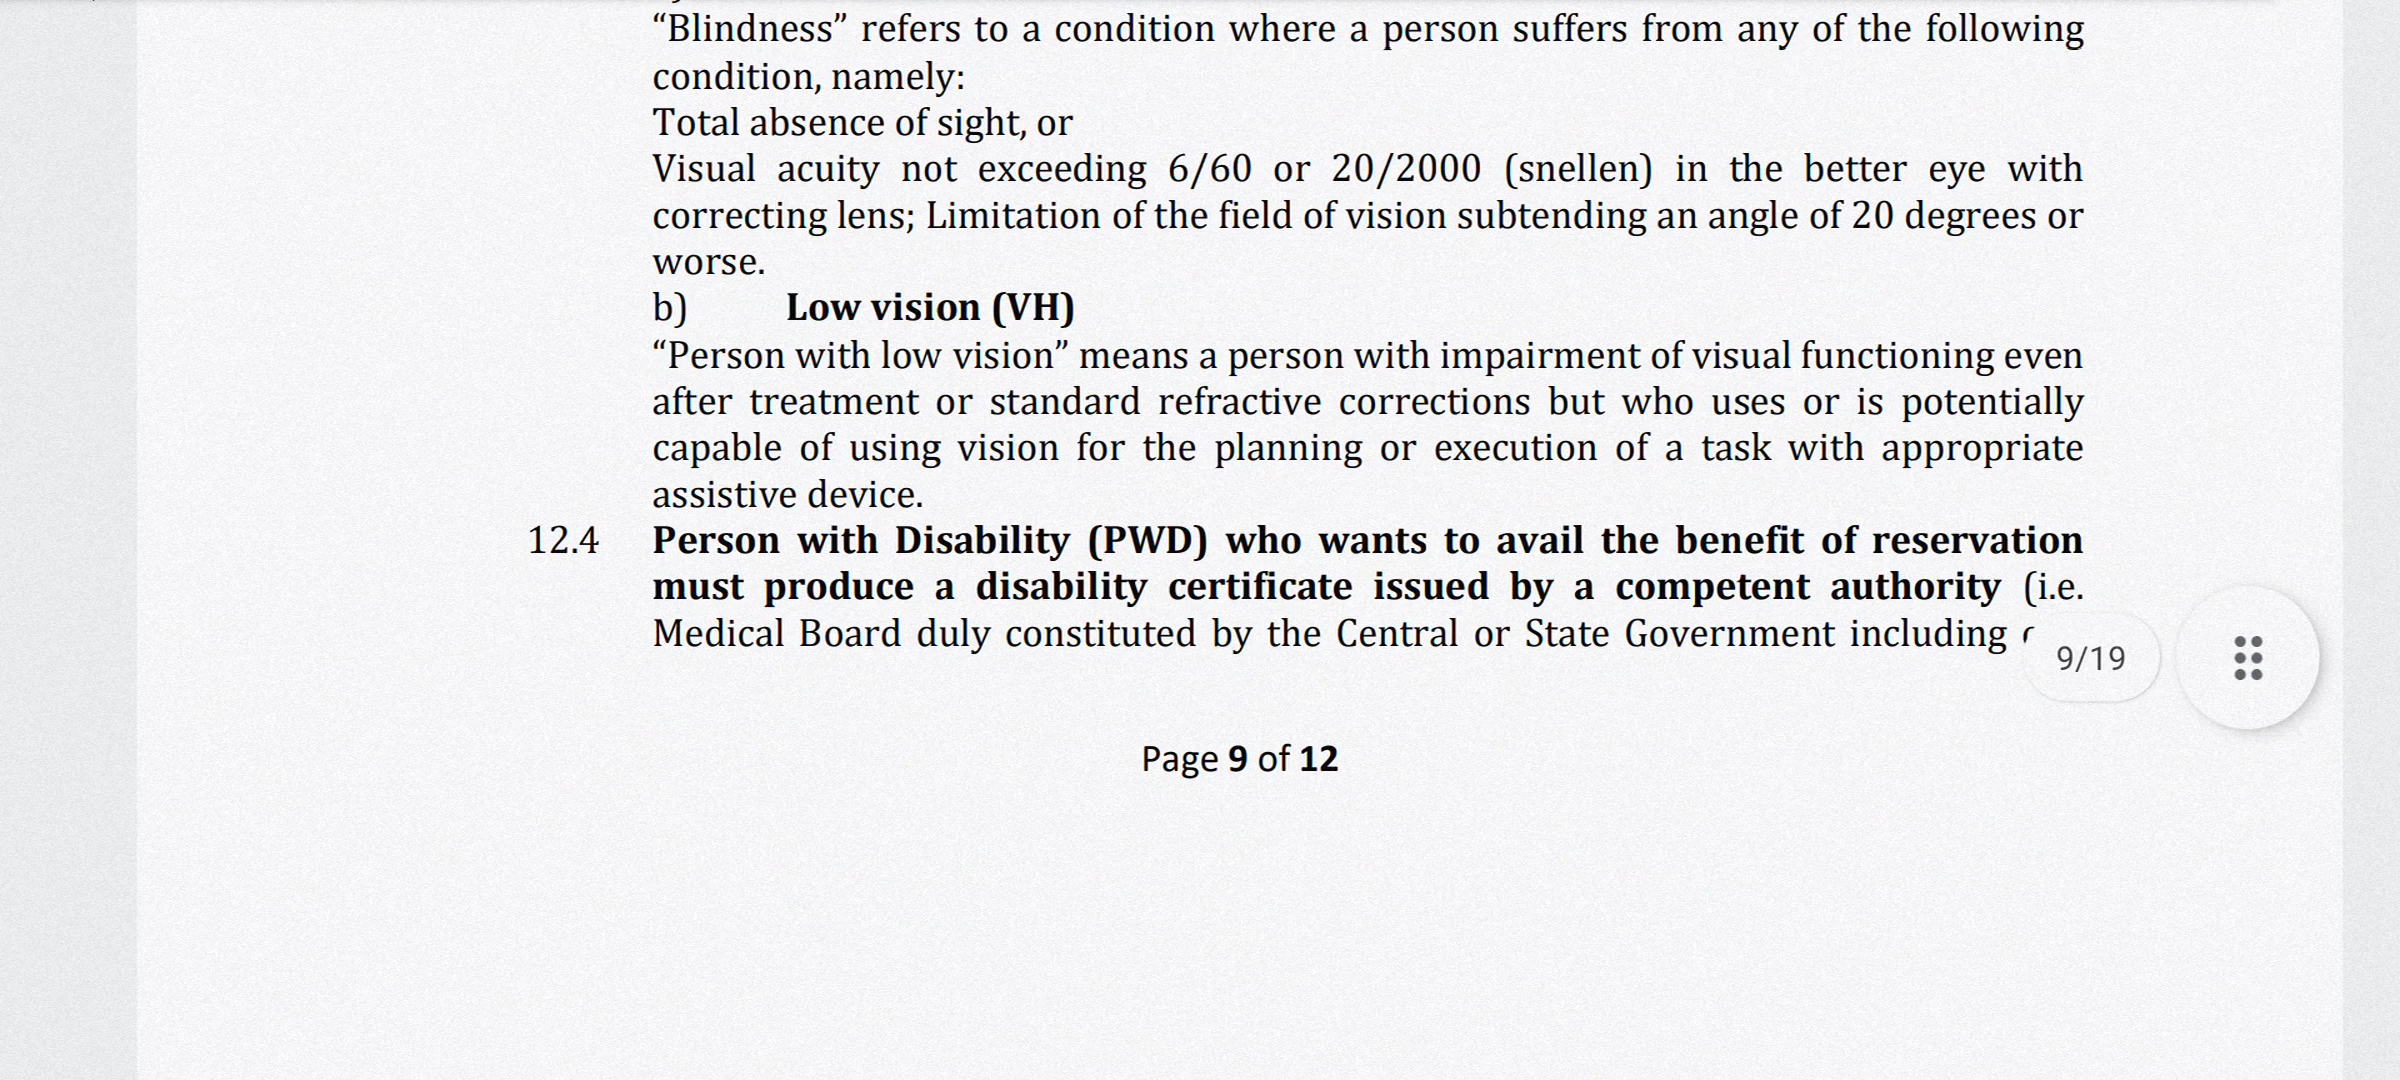 “Blindness” refers to a condition where a person suffers from any of the following
condition, namely:
Total absence of sight, or
Visual acuity not exceeding 6/60 or 20/2000 (snellen) in the better eye with
correcting lens; Limitation of the field of vision subtending an angle of 20 degrees or
worse.
b) Low vision (VH)
“Person with low vision” means a person with impairment of visual functioning even
after treatment or standard refractive corrections but who uses or is potentially
capable of using vision for the planning or execution of a task with appropriate
assistive device.
12.4 Person with Disability (PWD) who wants to avail the benefit of reservation
must produce a disability certificate issued by a competent authority (i.e.
Medical Board duly constituted by the Central or State Government including
9/19
Page 9 of 12